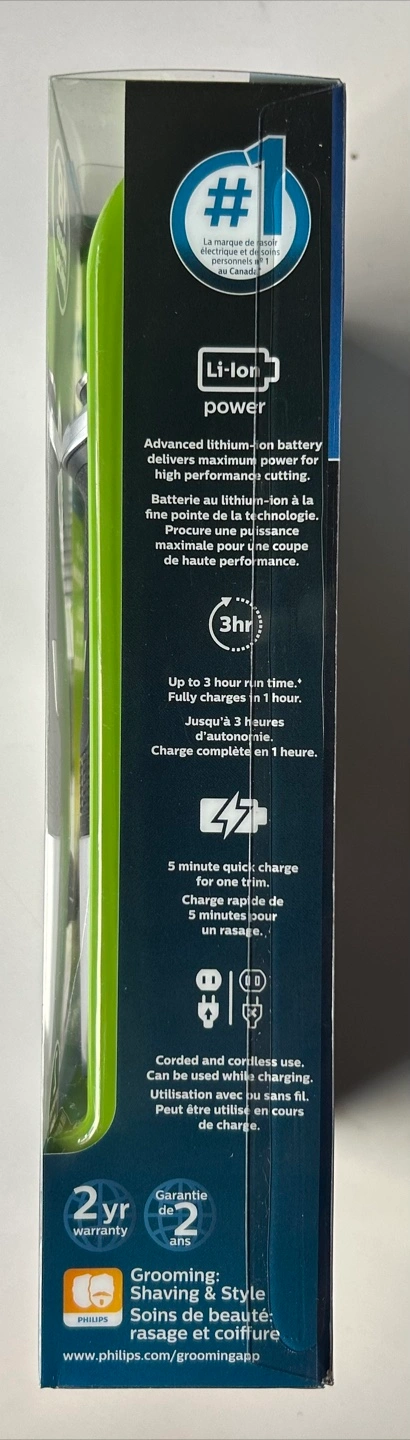 #1
La marque de rasoir
électrique et de soins
personnels nº 1
au Canada*
Li-Ion
power
Advanced lithium-ion battery
delivers maximum power for
high performance cutting.
Batterie au lithium-ion à la
fine pointe de la technologie.
Procure une puissance
maximale pour une coupe
de haute performance.
3hr
Up to 3 hour run time.⁺
Fully charges in 1 hour.
Jusqu'à 3 heures
d'autonomie.
Charge complète en 1 heure.
5 minute quick charge
for one trim.
Charge rapide de
5 minutes pour
un rasage.
Corded and cordless use.
Can be used while charging.
Utilisation avec ou sans fil.
Peut être utilisé en cours
de charge.
2 yr
warranty
Garantie
de 2
ans
PHILIPS
Grooming:
Shaving & Style
Soins de beauté:
rasage et coiffure
www.philips.com/groomingapp